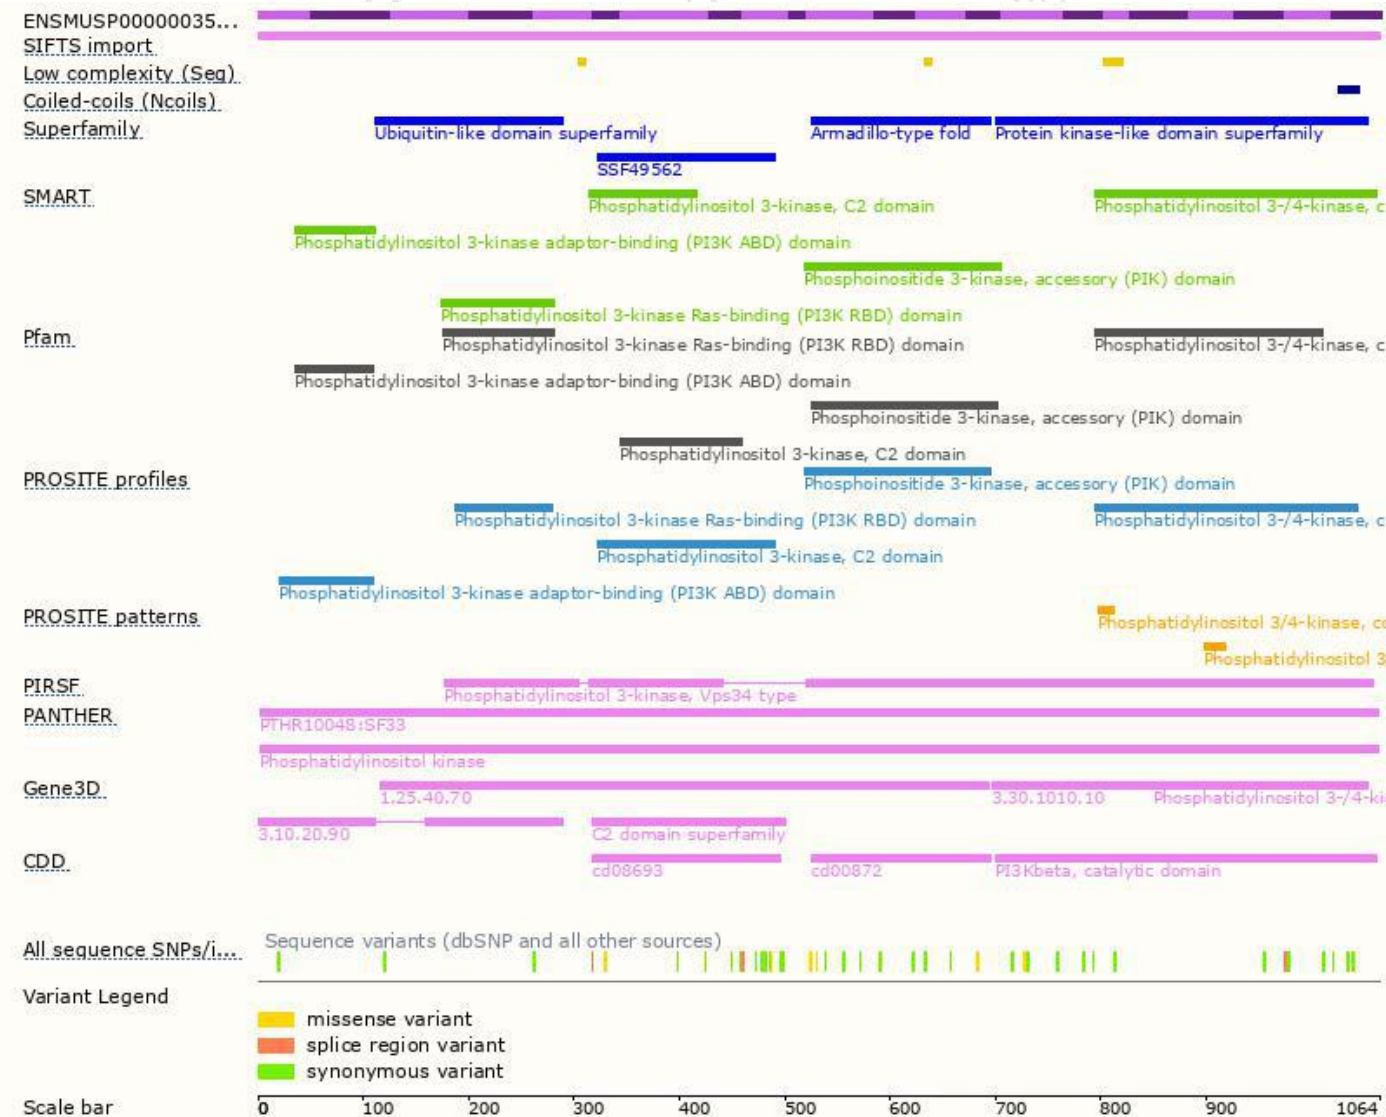 ENSMUSP00000035...
SIFTS import
Low complexity (Seg)
Coiled-coils (Ncoils)
Superfamily
Ubiquitin-like domain superfamily
Armadillo-type fold
Protein kinase-like domain superfamily
SSF49562
SMART
Phosphatidylinositol 3-kinase, C2 domain
Phosphatidylinositol 3-/4-kinase, c
Phosphatidylinositol 3-kinase adaptor-binding (PI3K ABD) domain
Phosphoinositide 3-kinase, accessory (PIK) domain
Phosphatidylinositol 3-kinase Ras-binding (PI3K RBD) domain
Pfam
Phosphatidylinositol 3-kinase Ras-binding (PI3K RBD) domain
Phosphatidylinositol 3-/4-kinase, c
Phosphatidylinositol 3-kinase adaptor-binding (PI3K ABD) domain
Phosphoinositide 3-kinase, accessory (PIK) domain
Phosphatidylinositol 3-kinase, C2 domain
PROSITE profiles
Phosphoinositide 3-kinase, accessory (PIK) domain
Phosphatidylinositol 3-kinase Ras-binding (PI3K RBD) domain
Phosphatidylinositol 3-/4-kinase, c
Phosphatidylinositol 3-kinase, C2 domain
Phosphatidylinositol 3-kinase adaptor-binding (PI3K ABD) domain
PROSITE patterns
Phosphatidylinositol 3/4-kinase, co
Phosphatidylinositol 3
PIRSF
Phosphatidylinositol 3-kinase, Vps34 type
PANTHER
PTHR10048:SF33
Phosphatidylinositol kinase
Gene3D
1.25.40.70
3.30.1010.10
Phosphatidylinositol 3-/4-ki
3.10.20.90
C2 domain superfamily
CDD
cd08693
cd00872
PI3Kbeta, catalytic domain
All sequence SNPs/i...
Sequence variants (dbSNP and all other sources)
Variant Legend
missense variant
splice region variant
synonymous variant
Scale bar
0 100 200 300 400 500 600 700 800 900 1064